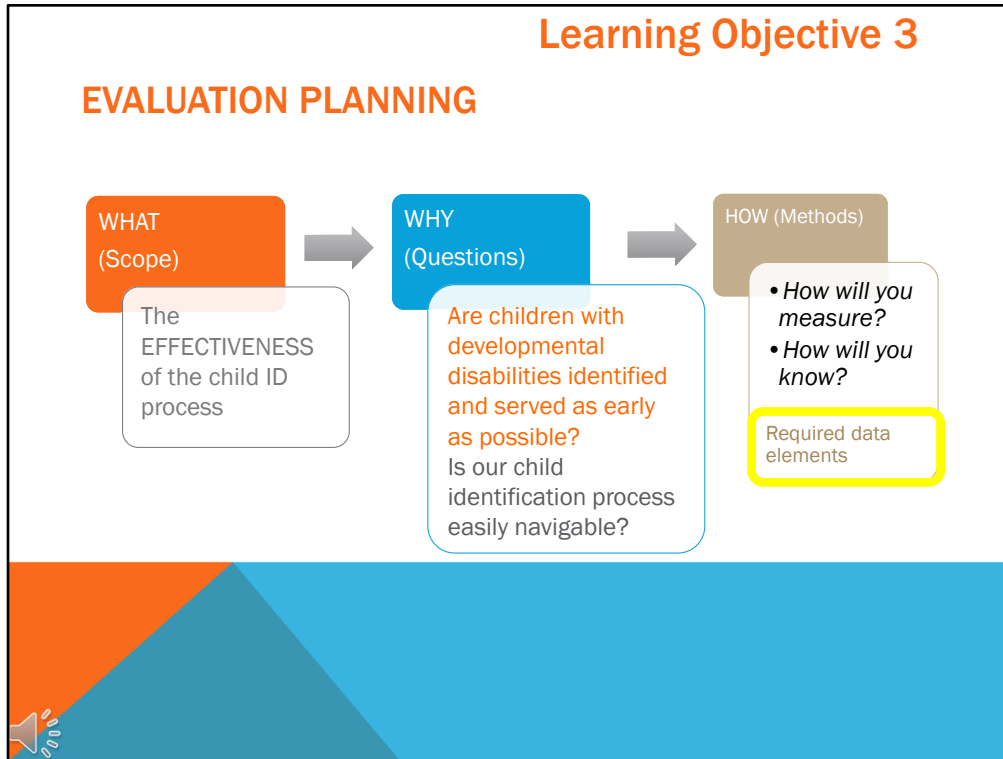 Learning Objective 3
EVALUATION PLANNING
WHAT
(Scope)
The
EFFECTIVENESS
of the child ID
process
WHY
(Questions)
Are children with
developmental
disabilities identified
and served as early
as possible?
Is our child
identification process
easily navigable?
HOW (Methods)
• How will you
measure?
• How will you
know?
Required data
elements